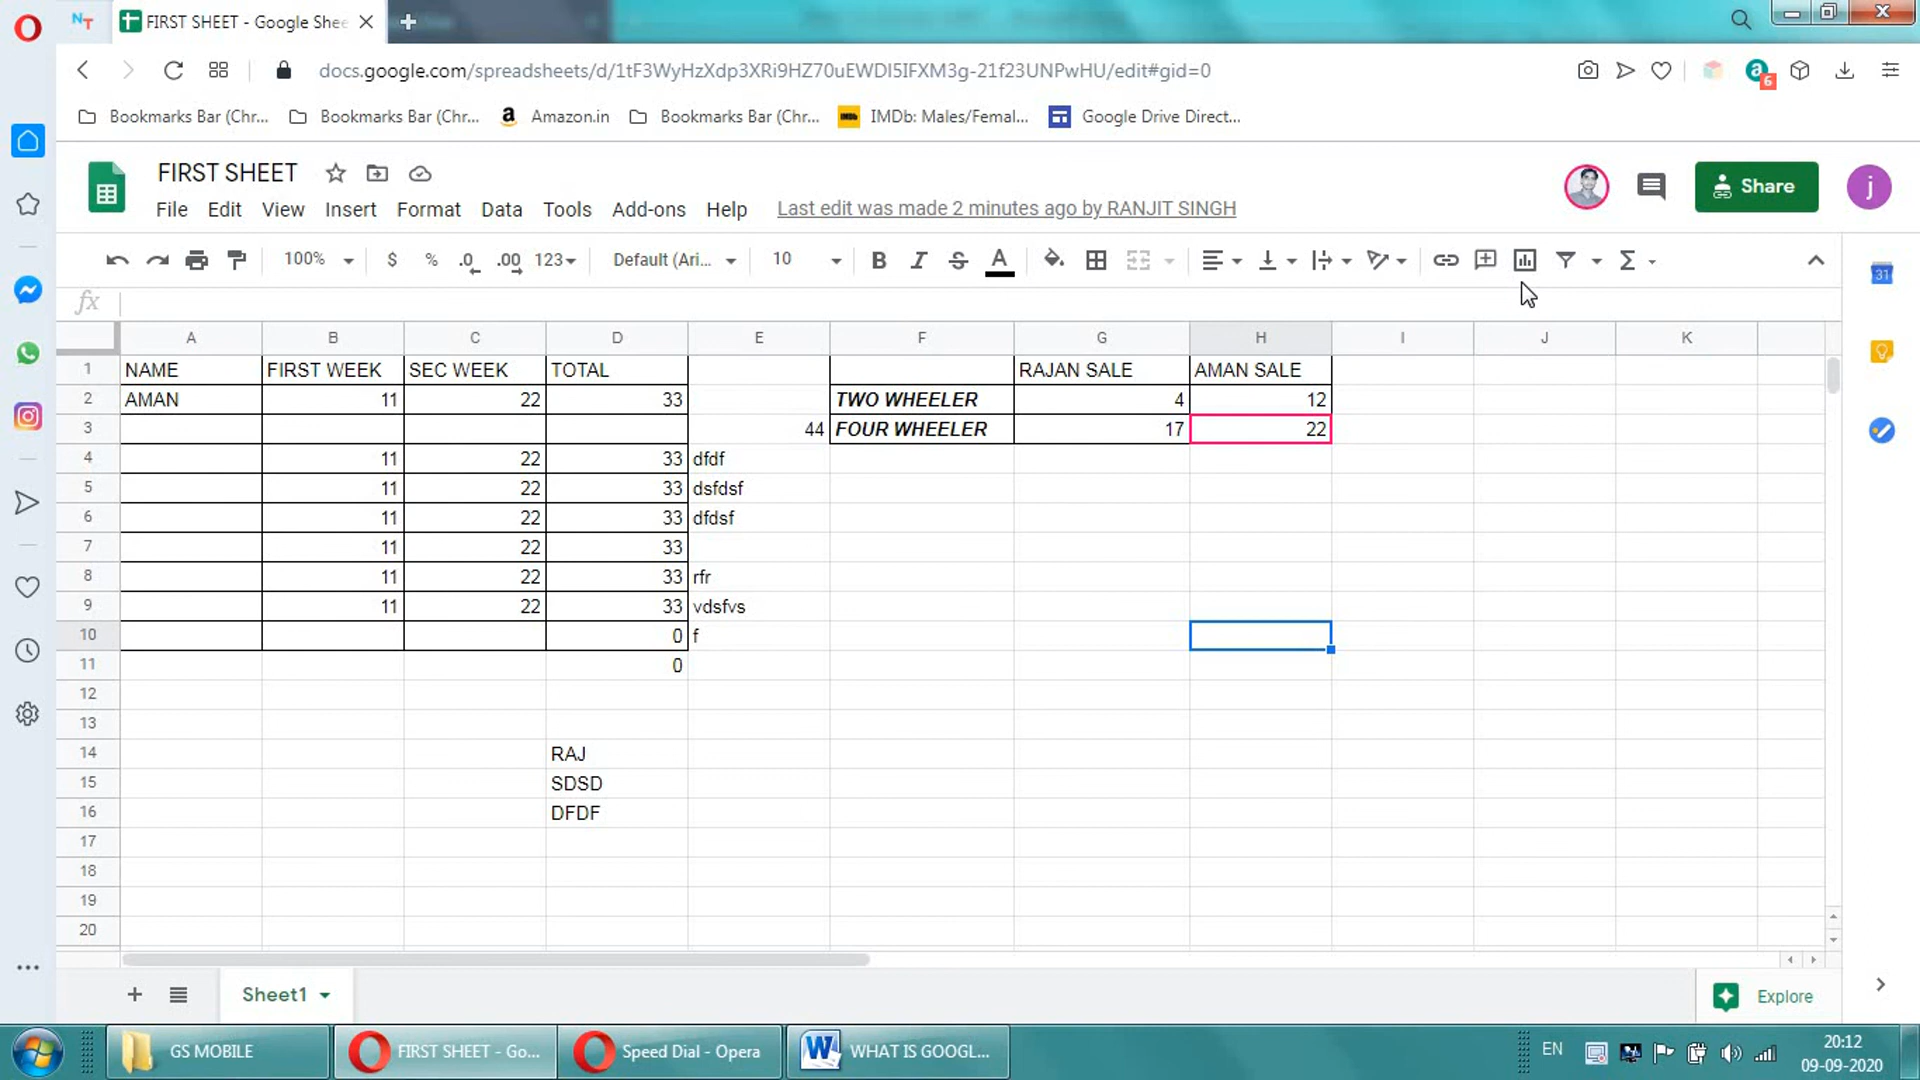 NT FIRST SHEET - Google Shee
docs.google.com/spreadsheets/d/1tF3WyHzXdp3XRi9HZ70uEWDI5IFXM3g-21f23UNPwHU/edit#gid=0 a 6
Bookmarks Bar (Chr... Bookmarks Bar (Chr... a Amazon.in Bookmarks Bar (Chr... IMDb IMDb: Males/Femal... Google Drive Direct...
FIRST SHEET Share j
File Edit View Insert Format Data Tools Add-ons Help Last edit was made 2 minutes ago by RANJIT SINGH
100% $ % .0 .00 123 Default (Ari... 10 B I S A Σ 31
fx
A B C D E F G H I J K
1 NAME FIRST WEEK SEC WEEK TOTAL RAJAN SALE AMAN SALE
2 AMAN 11 22 33 TWO WHEELER 4 12
3 44 FOUR WHEELER 17 22
4 11 22 33 dfdf
5 11 22 33 dsfdsf
6 11 22 33 dfdsf
7 11 22 33
8 11 22 33 rfr
9 11 22 33 vdsfvs
10 0 f
11 0
12
13
14 RAJ
15 SDSD
16 DFDF
17
18
19
20
Sheet1 Explore
GS MOBILE FIRST SHEET - Go... Speed Dial - Opera W WHAT IS GOOGL... EN 20:12
09-09-2020